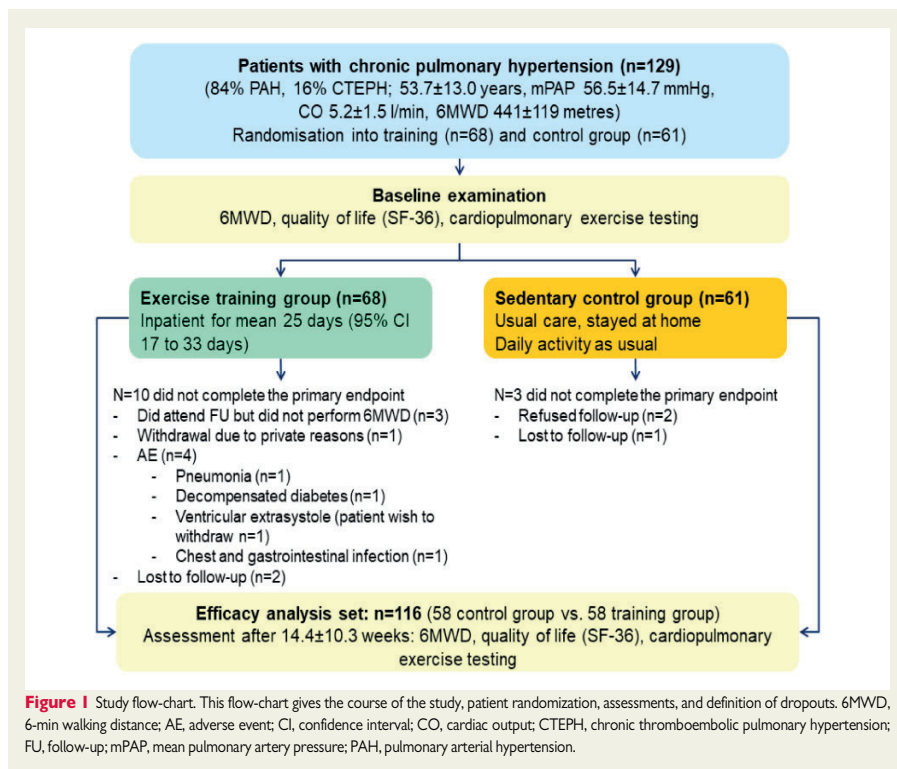 Patients with chronic pulmonary hypertension (n=129)
(84% PAH, 16% CTEPH; 53.7±13.0 years, mPAP 56.5±14.7 mmHg,
CO 5.2±1.5 l/min, 6MWD 441±119 metres)
Randomisation into training (n=68) and control group (n=61)
Baseline examination
6MWD, quality of life (SF-36), cardiopulmonary exercise testing
Exercise training group (n=68)
Inpatient for mean 25 days (95% CI
17 to 33 days)
Sedentary control group (n=61)
Usual care, stayed at home
Daily activity as usual
N=10 did not complete the primary endpoint
- Did attend FU but did not perform 6MWD (n=3)
- Withdrawal due to private reasons (n=1)
- AE (n=4)
- Pneumonia (n=1)
- Decompensated diabetes (n=1)
- Ventricular extrasystole (patient wish to
withdraw n=1)
- Chest and gastrointestinal infection (n=1)
- Lost to follow-up (n=2)
N=3 did not complete the primary endpoint
- Refused follow-up (n=2)
- Lost to follow-up (n=1)
Efficacy analysis set: n=116 (58 control group vs. 58 training group)
Assessment after 14.4±10.3 weeks: 6MWD, quality of life (SF-36), cardiopulmonary
exercise testing
Figure 1 Study flow-chart. This flow-chart gives the course of the study, patient randomization, assessments, and definition of dropouts. 6MWD,
6-min walking distance; AE, adverse event; CI, confidence interval; CO, cardiac output; CTEPH, chronic thromboembolic pulmonary hypertension;
FU, follow-up; mPAP, mean pulmonary artery pressure; PAH, pulmonary arterial hypertension.